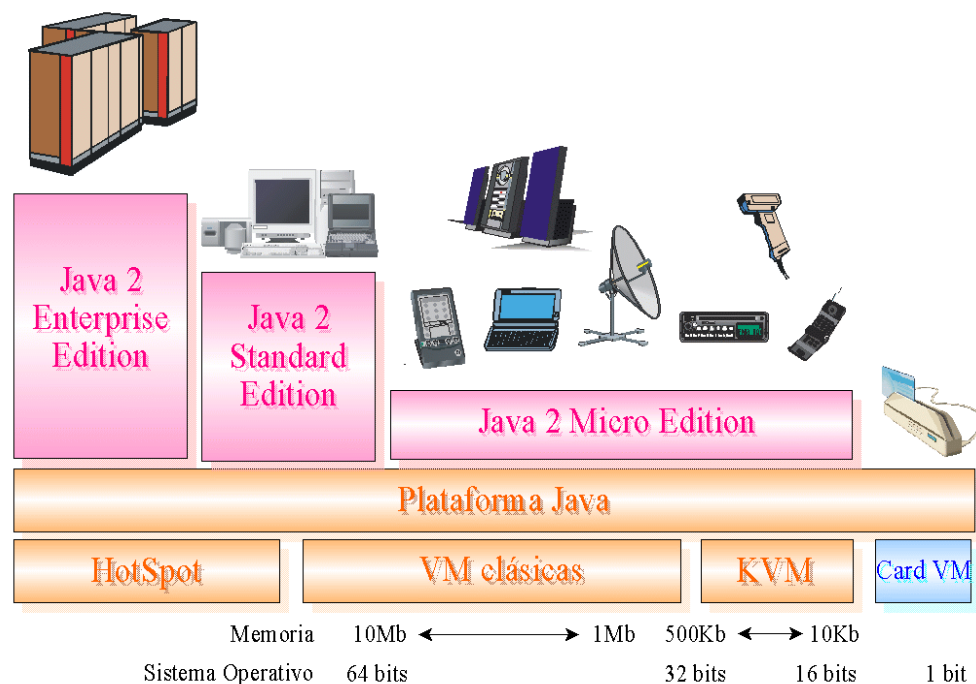 Java 2
Enterprise
Edition
Java 2
Standard
Edition
Java 2 Micro Edition
Plataforma Java
HotSpot
VM clásicas
KVM
Card VM
Memoria 10Mb 1Mb 500Kb 10Kb
Sistema Operativo 64 bits 32 bits 16 bits 1 bit